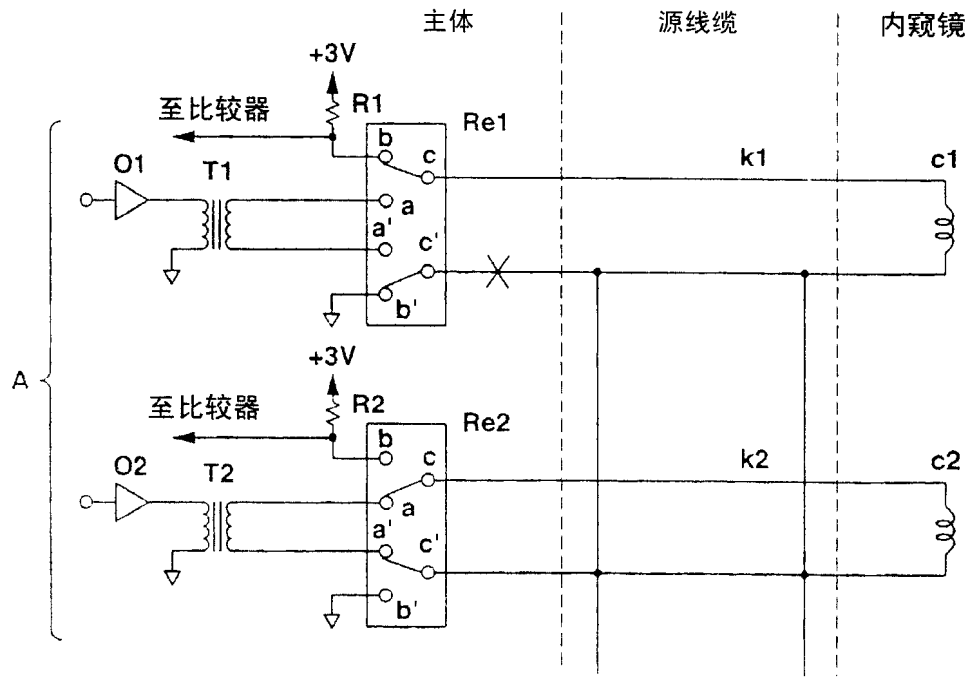 主体 源线缆 内窥镜
+3V
R1
至比较器
Re1
b
c
O1 T1
k1 c1
a
a'
c'
b'
A
+3V
R2
至比较器
Re2
b
c
O2 T2
k2 c2
a
a'
c'
b'